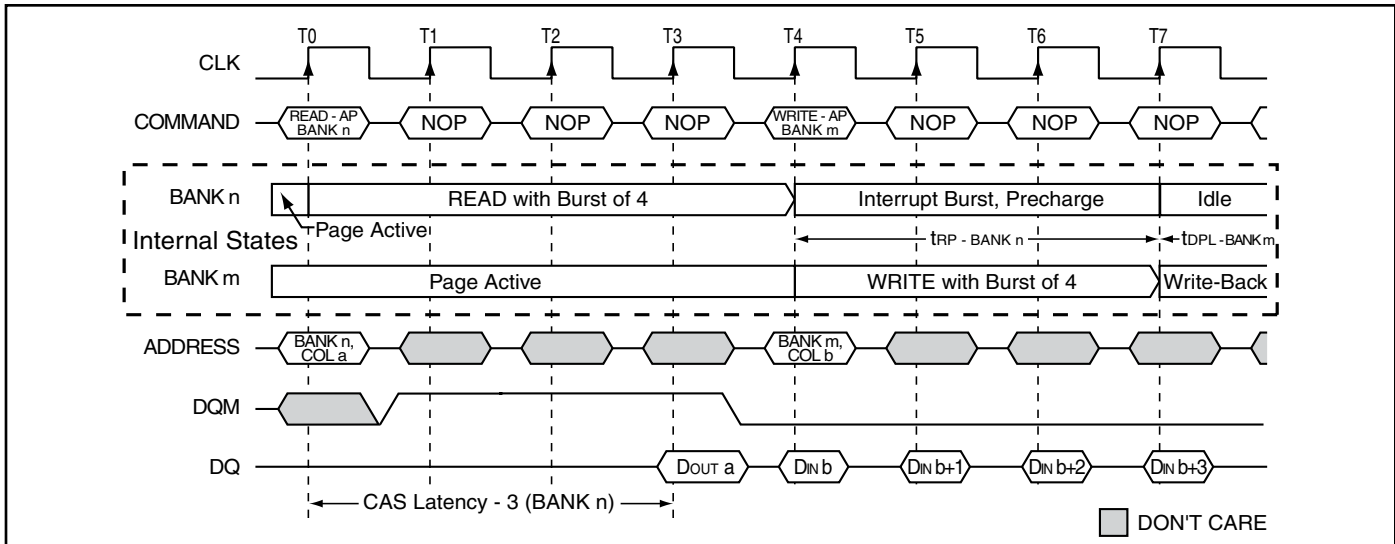 T0 T1 T2 T3 T4 T5 T6 T7
CLK
COMMAND READ - AP BANK n NOP NOP NOP WRITE - AP BANK m NOP NOP NOP
BANK n READ with Burst of 4 Interrupt Burst, Precharge Idle
Page Active
Internal States tRP - BANK n tDPL - BANK m
BANK m Page Active WRITE with Burst of 4 Write-Back
ADDRESS BANK n, COL a BANK m, COL b
DQM
DQ DOUT a DIN b DIN b+1 DIN b+2 DIN b+3
CAS Latency - 3 (BANK n)
DON'T CARE